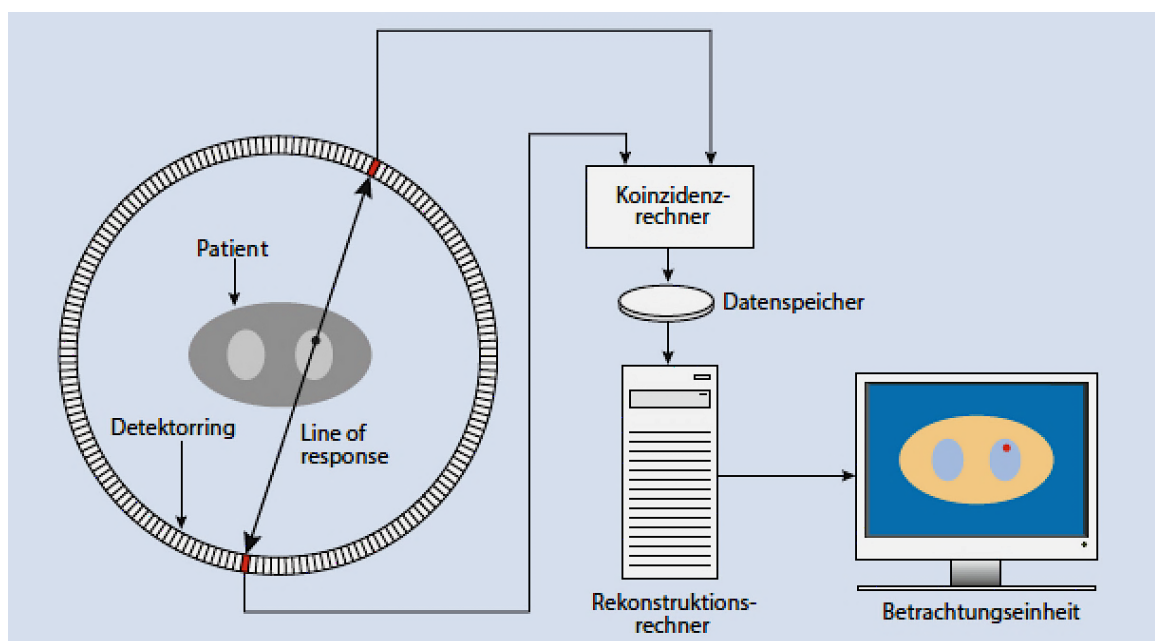 Patient
Detektorring
Line of
response
Koinzidenz-
rechner
Datenspeicher
Rekonstruktions-
rechner
Betrachtungseinheit